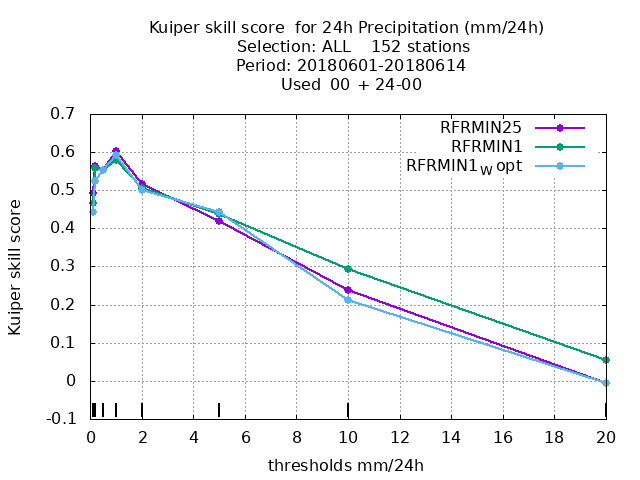 Kuiper skill score  for 24h Precipitation (mm/24h)
Selection: ALL    152 stations
Period: 20180601-20180614
Used  00 + 24-00
RFRMIN25
RFRMIN1
RFRMIN1W opt
Kuiper skill score
0.7
0.6
0.5
0.4
0.3
0.2
0.1
0
-0.1
0 2 4 6 8 10 12 14 16 18 20
thresholds mm/24h